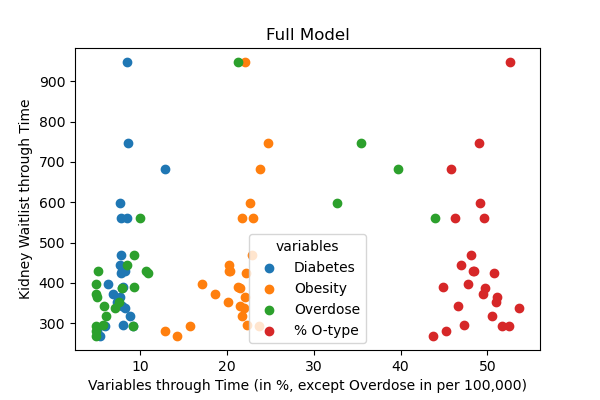 Full Model
Kidney Waitlist through Time
900
800
700
600
500
400
300
variables
Diabetes
Obesity
Overdose
% O-type
10 20 30 40 50
Variables through Time (in %, except Overdose in per 100,000)